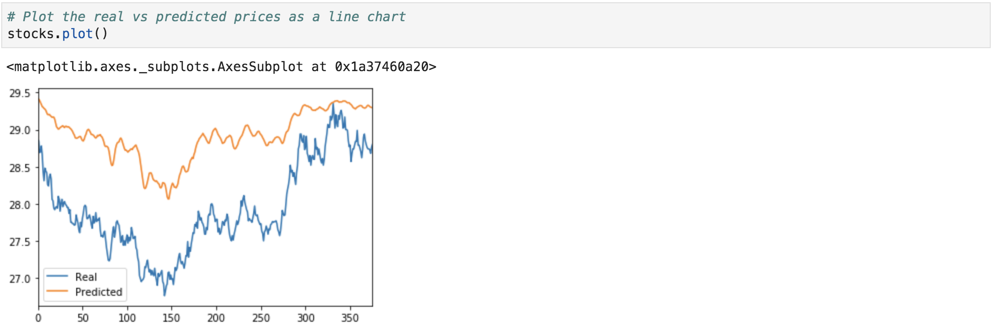 # Plot the real vs predicted prices as a line chart
stocks.plot()
<matplotlib.axes._subplots.AxesSubplot at 0x1a37460a20>
29.5
29.0
28.5
28.0
27.5
27.0
Real
Predicted
0 50 100 150 200 250 300 350